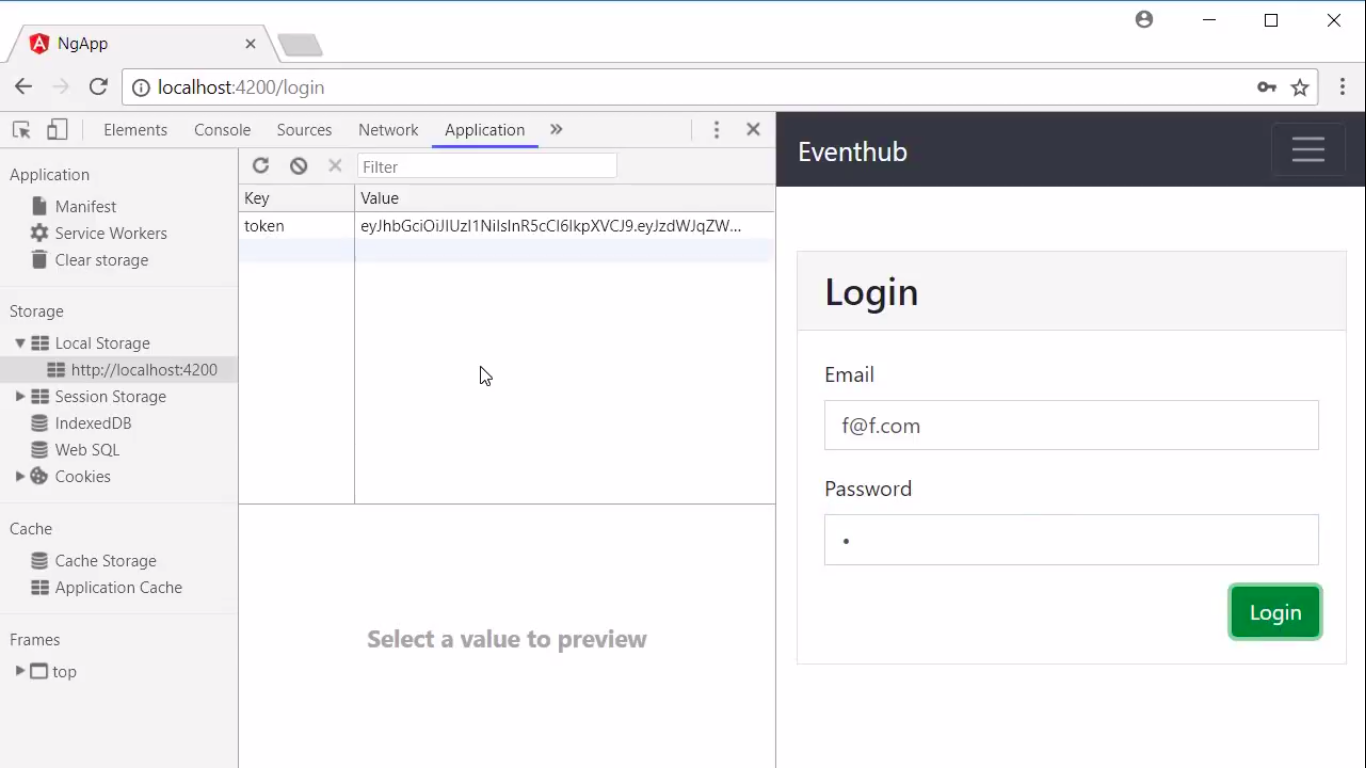 NgApp
localhost:4200/login
Elements Console Sources Network Application
Filter
Application
Manifest
Service Workers
Clear storage
Storage
Local Storage
http://localhost:4200
Session Storage
IndexedDB
Web SQL
Cookies
Cache
Cache Storage
Application Cache
Frames
top
Key Value
token eyJhbGciOiJIUzI1NiIsInR5cCI6IkpXVCJ9.eyJzdWJqZW...
Select a value to preview
Eventhub
Login
Email
f@f.com
Password
Login